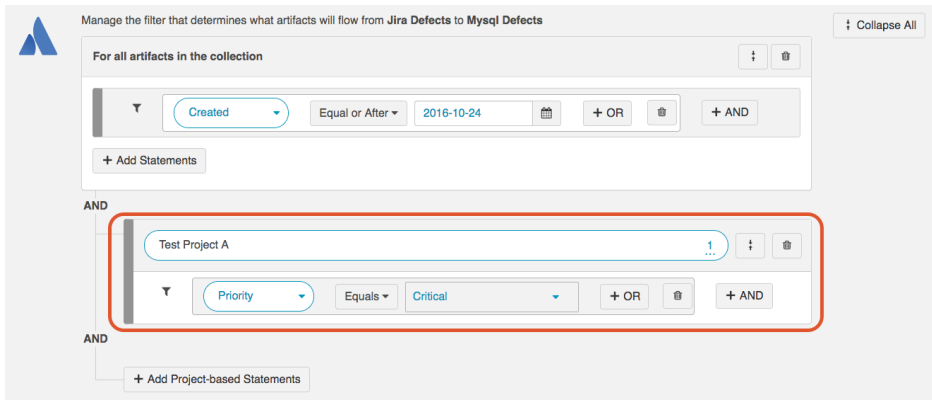 Manage the filter that determines what artifacts will flow from Jira Defects to Mysql Defects
Collapse All
For all artifacts in the collection
Created Equal or After 2016-10-24 + OR + AND
+ Add Statements
AND
Test Project A 1
Priority Equals Critical + OR + AND
AND
+ Add Project-based Statements